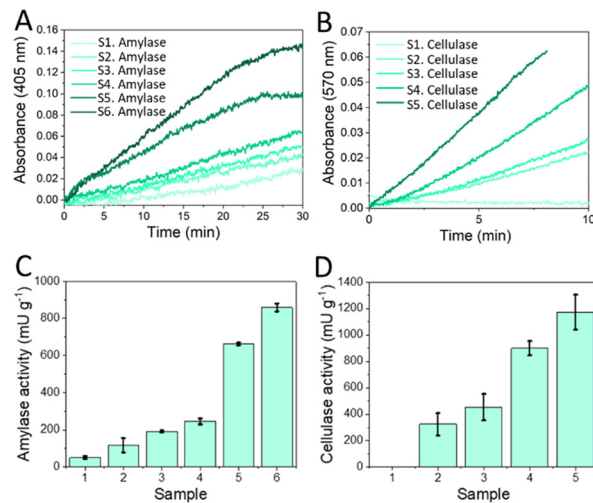 A
Absorbance (405 nm)
0.16
0.14
0.12
0.10
0.08
0.06
0.04
0.02
0.00
S1. Amylase
S2. Amylase
S3. Amylase
S4. Amylase
S5. Amylase
S6. Amylase
0 5 10 15 20 25 30
Time (min)
B
Absorbance (570 nm)
0.07
0.06
0.05
0.04
0.03
0.02
0.01
0.00
S1. Cellulase
S2. Cellulase
S3. Cellulase
S4. Cellulase
S5. Cellulase
0 5 10
Time (min)
C
Amylase activity (mU g⁻¹)
1000
800
600
400
200
0
1 2 3 4 5 6
Sample
D
Cellulase activity (mU g⁻¹)
1400
1200
1000
800
600
400
200
0
1 2 3 4 5
Sample